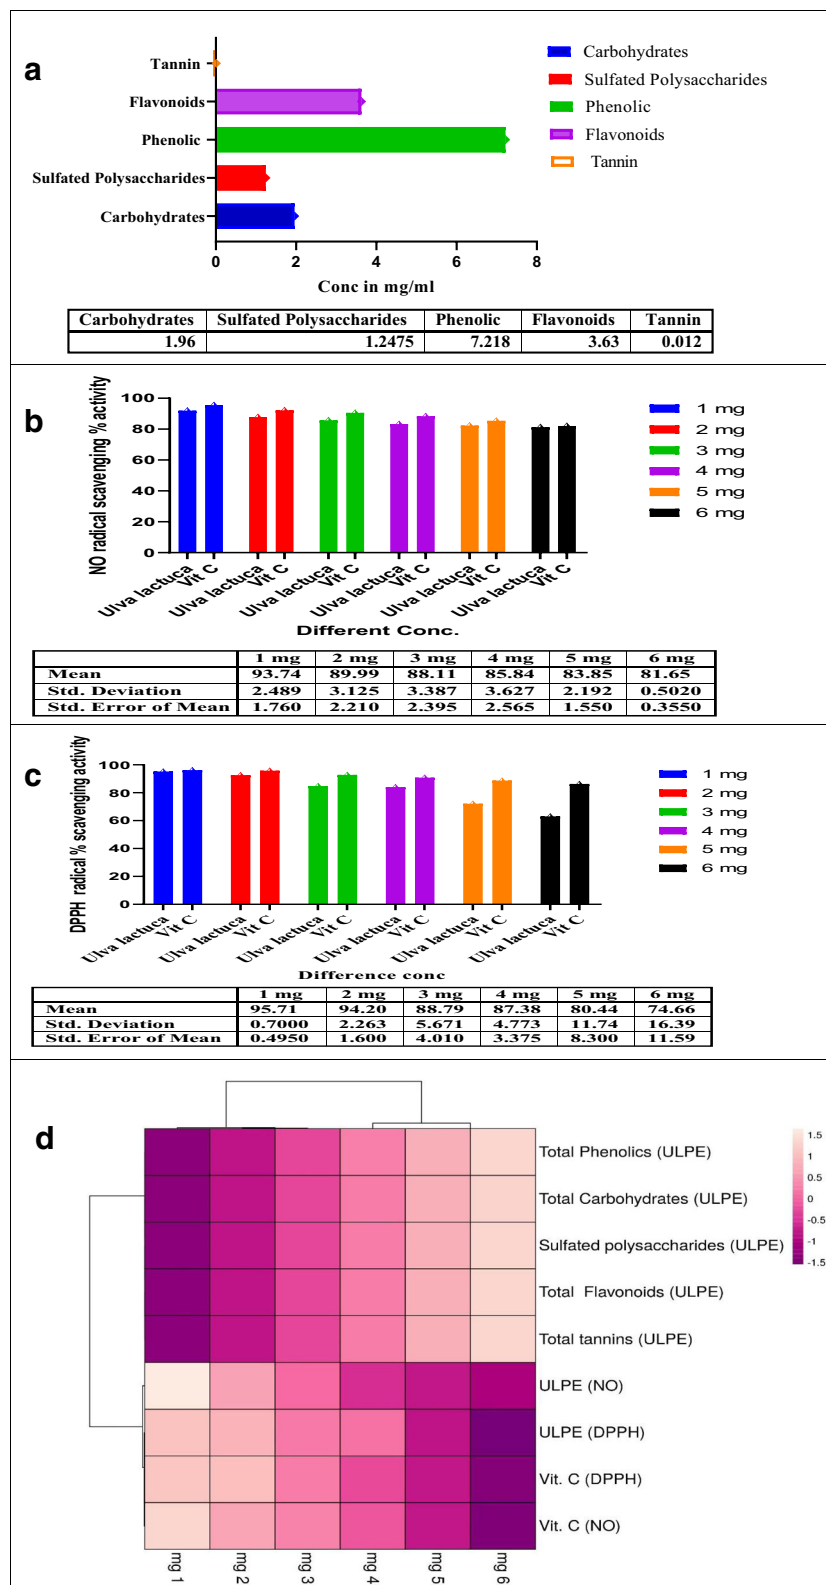 a
Tannin
Flavonoids
Phenolic
Sulfated Polysaccharides
Carbohydrates
0 2 4 6 8
Conc in mg/ml
Carbohydrates
Sulfated Polysaccharides
Phenolic
Flavonoids
Tannin
Carbohydrates Sulfated Polysaccharides Phenolic Flavonoids Tannin
1.96 1.2475 7.218 3.63 0.012
b
NO radical scavenging % activity
100
80
60
40
20
0
Ulva lactuca Vit C Ulva lactuca Vit C Ulva lactuca Vit C Ulva lactuca Vit C Ulva lactuca Vit C Ulva lactuca Vit C
Different Conc.
1 mg
2 mg
3 mg
4 mg
5 mg
6 mg
1 mg 2 mg 3 mg 4 mg 5 mg 6 mg
Mean 93.74 89.99 88.11 85.84 83.85 81.65
Std. Deviation 2.489 3.125 3.387 3.627 2.192 0.5020
Std. Error of Mean 1.760 2.210 2.395 2.565 1.550 0.3550
c
DPPH radical % scavenging activity
100
80
60
40
20
0
Ulva lactuca Vit C Ulva lactuca Vit C Ulva lactuca Vit C Ulva lactuca Vit C Ulva lactuca Vit C Ulva lactuca Vit C
Difference conc
1 mg
2 mg
3 mg
4 mg
5 mg
6 mg
1 mg 2 mg 3 mg 4 mg 5 mg 6 mg
Mean 95.71 94.20 88.79 87.38 80.44 74.66
Std. Deviation 0.7000 2.263 5.671 4.773 11.74 16.39
Std. Error of Mean 0.4950 1.600 4.010 3.375 8.300 11.59
d
Total Phenolics (ULPE)
Total Carbohydrates (ULPE)
Sulfated polysaccharides (ULPE)
Total Flavonoids (ULPE)
Total tannins (ULPE)
ULPE (NO)
ULPE (DPPH)
Vit. C (DPPH)
Vit. C (NO)
mg 1 mg 2 mg 3 mg 4 mg 5 mg 6
1.5
1
0.5
0
-0.5
-1
-1.5